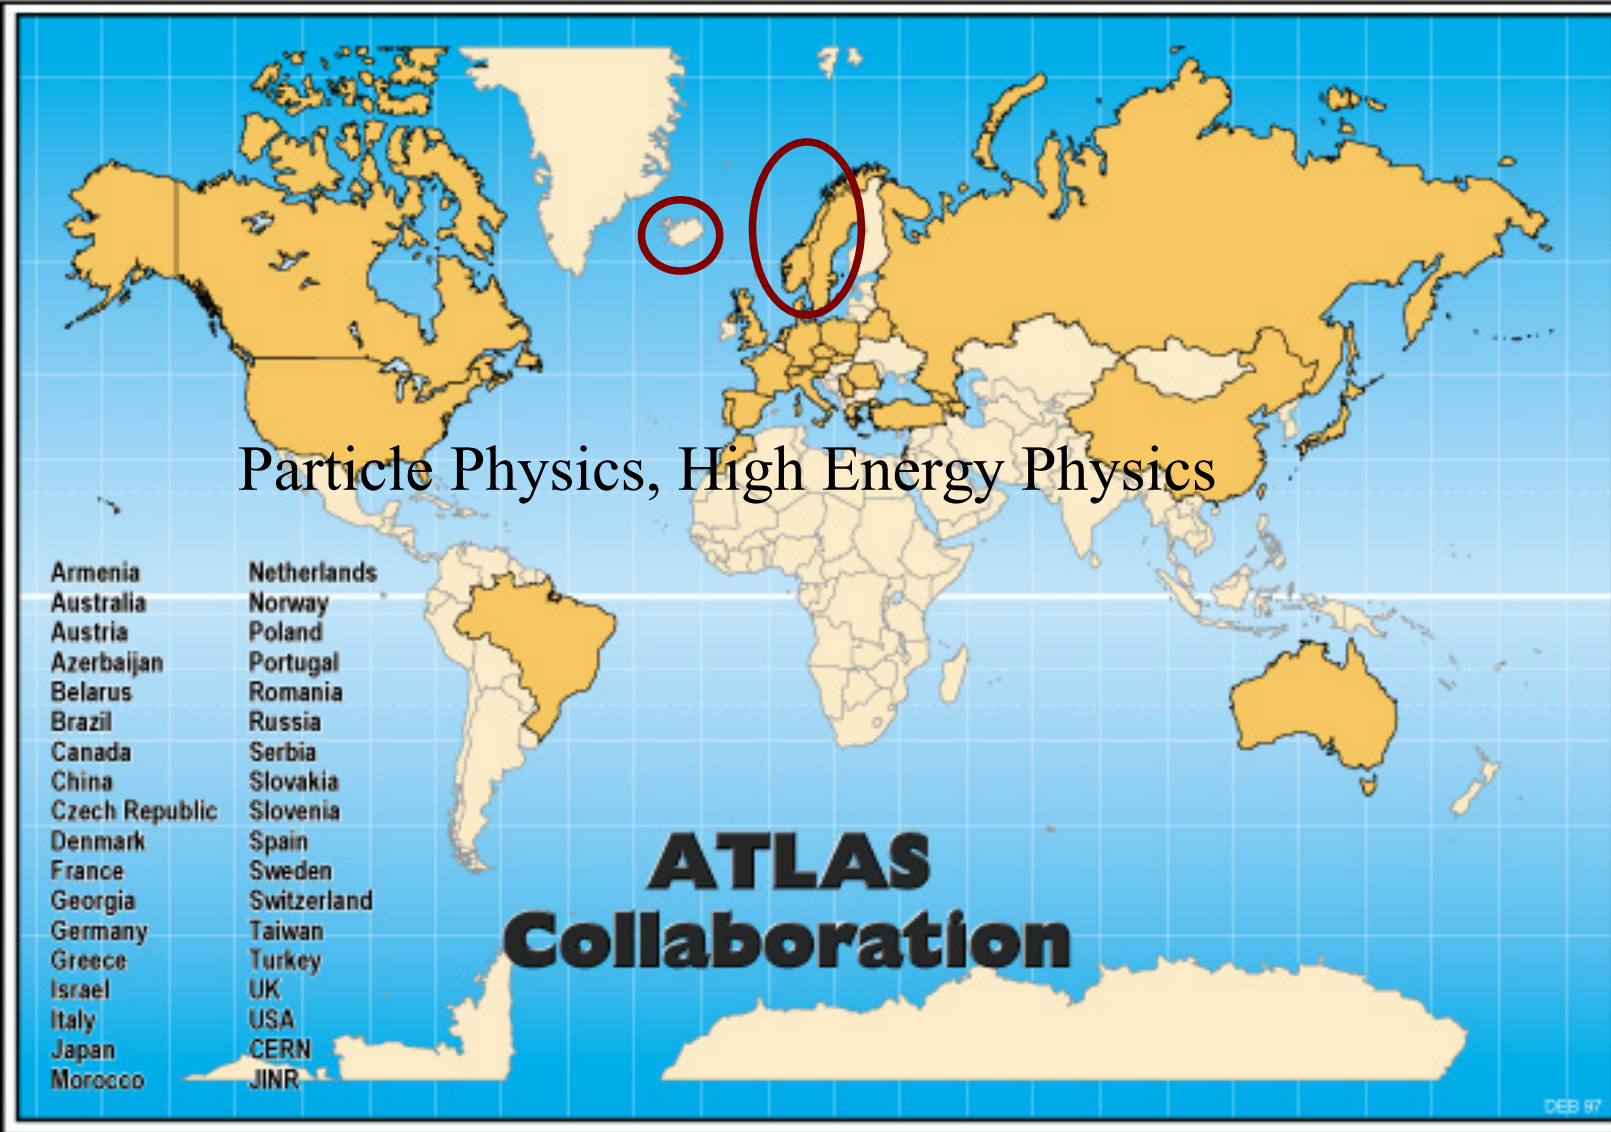 Particle Physics, High Energy Physics
Armenia
Australia
Austria
Azerbaijan
Belarus
Brazil
Canada
China
Czech Republic
Denmark
France
Georgia
Germany
Greece
Israel
Italy
Japan
Morocco
Netherlands
Norway
Poland
Portugal
Romania
Russia
Serbia
Slovakia
Slovenia
Spain
Sweden
Switzerland
Taiwan
Turkey
UK
USA
CERN
JINR
ATLAS
Collaboration
DEB 97